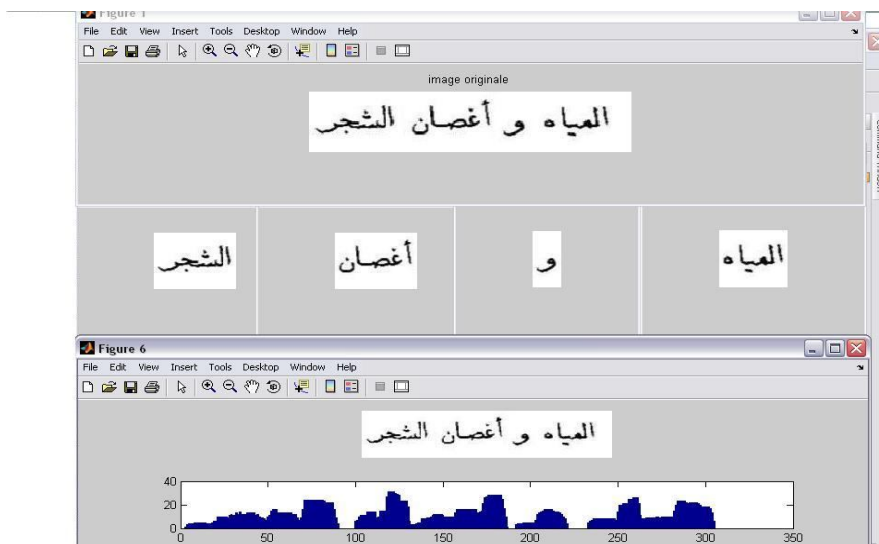 Figure 1
File Edit View Insert Tools Desktop Window Help
image originale
المياه و أغصان الشجر
المياه
و
أغصان
الشجر
Figure 6
File Edit View Insert Tools Desktop Window Help
المياه و أغصان الشجر
40
20
0
0 50 100 150 200 250 300 350